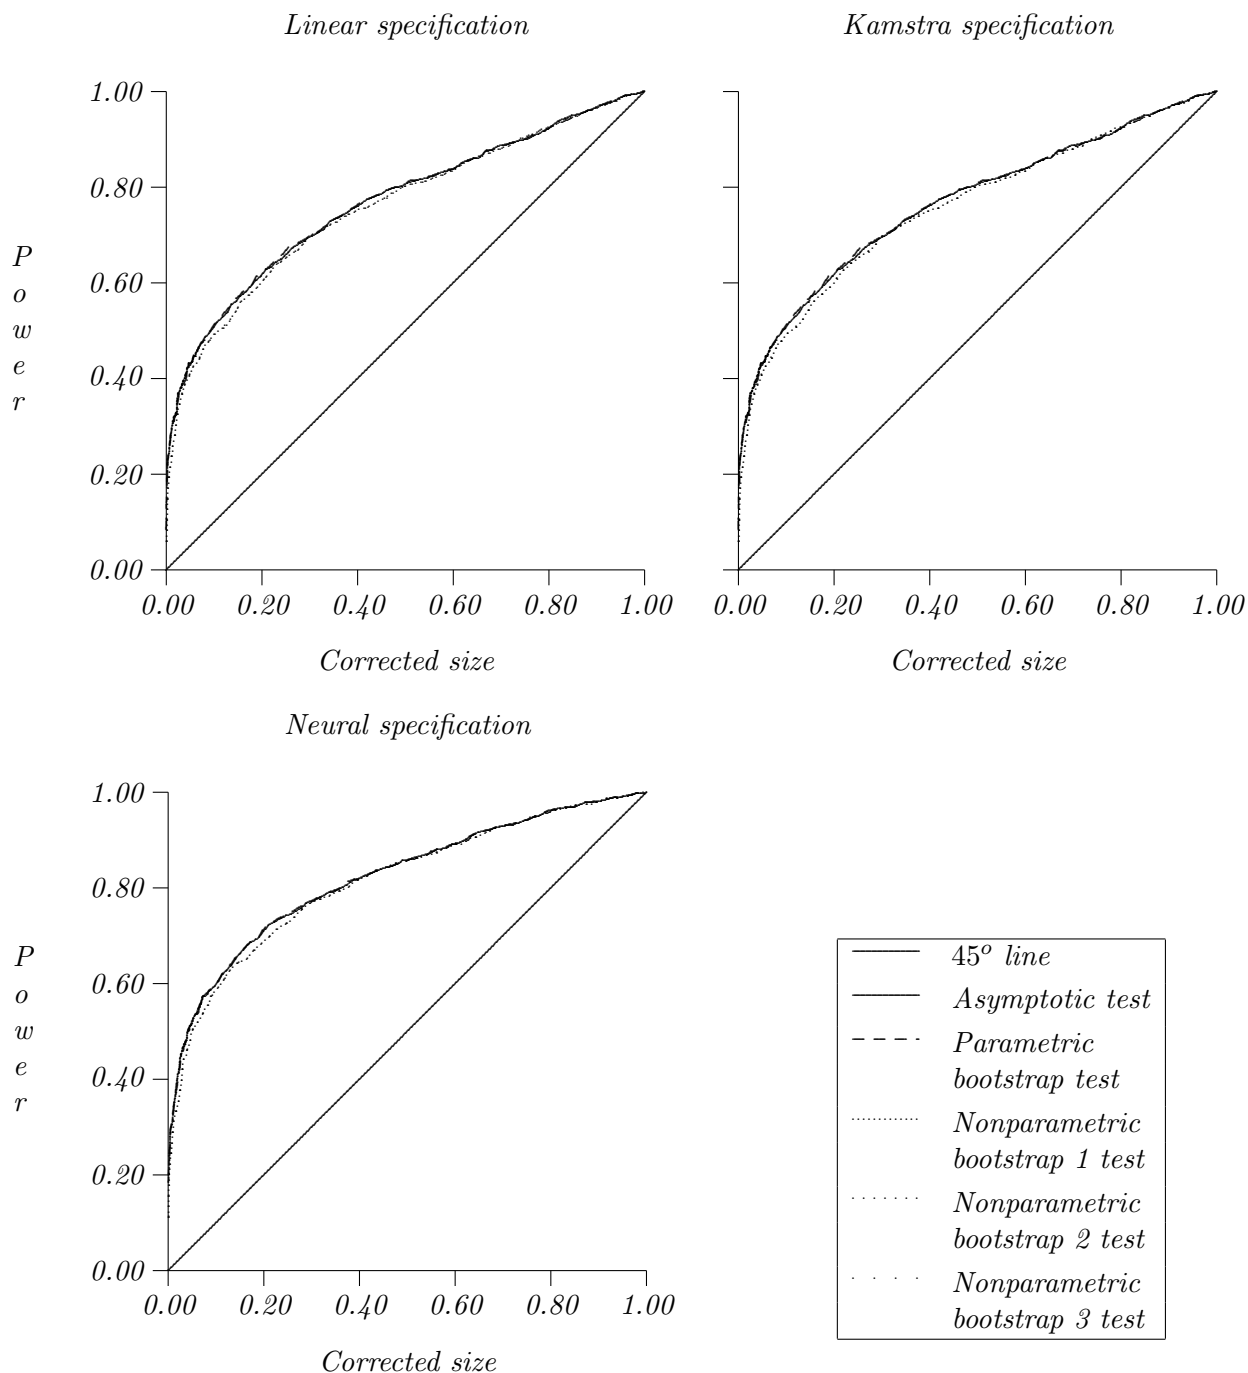 Linear specification
Kamstra specification
1.00
0.80
0.60
0.40
0.20
0.00
P
o
w
e
r
0.00 0.20 0.40 0.60 0.80 1.00
0.00 0.20 0.40 0.60 0.80 1.00
Corrected size
Corrected size
Neural specification
1.00
0.80
0.60
0.40
0.20
0.00
P
o
w
e
r
0.00 0.20 0.40 0.60 0.80 1.00
Corrected size
45º line
Asymptotic test
Parametric
bootstrap test
Nonparametric
bootstrap 1 test
Nonparametric
bootstrap 2 test
Nonparametric
bootstrap 3 test